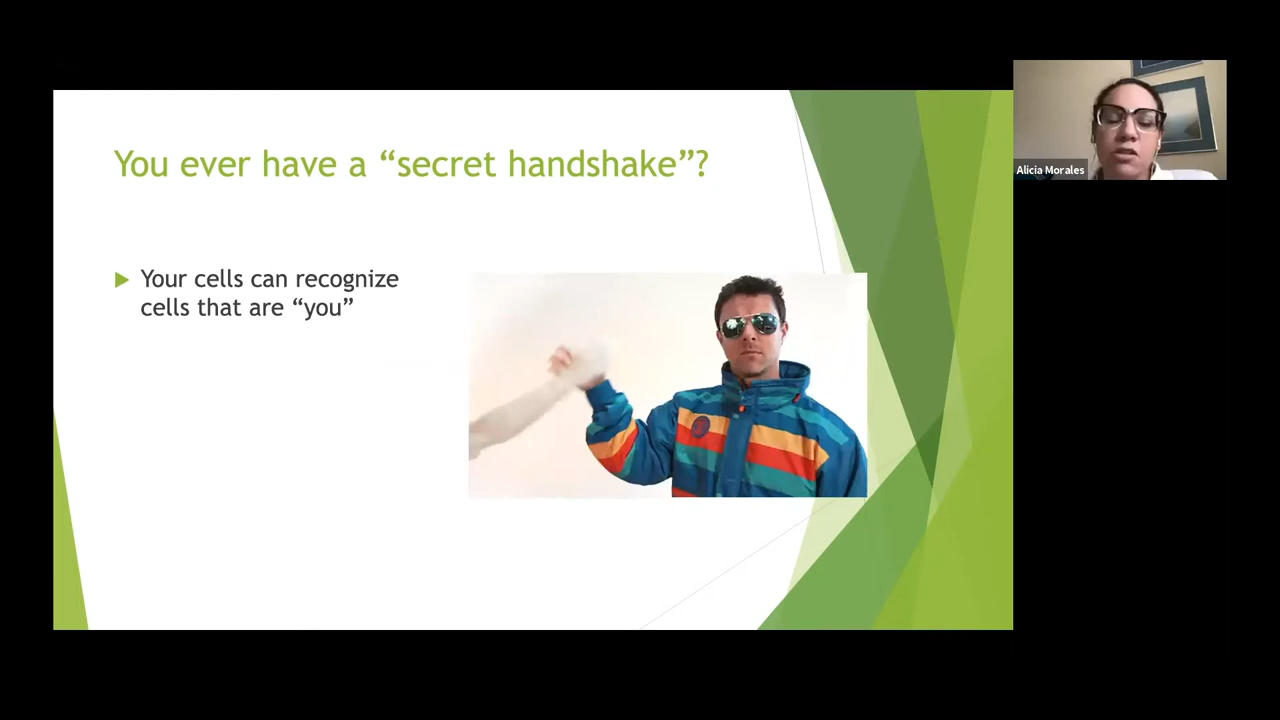 You ever have a “secret handshake”?
Your cells can recognize
cells that are “you”
Alicia Morales